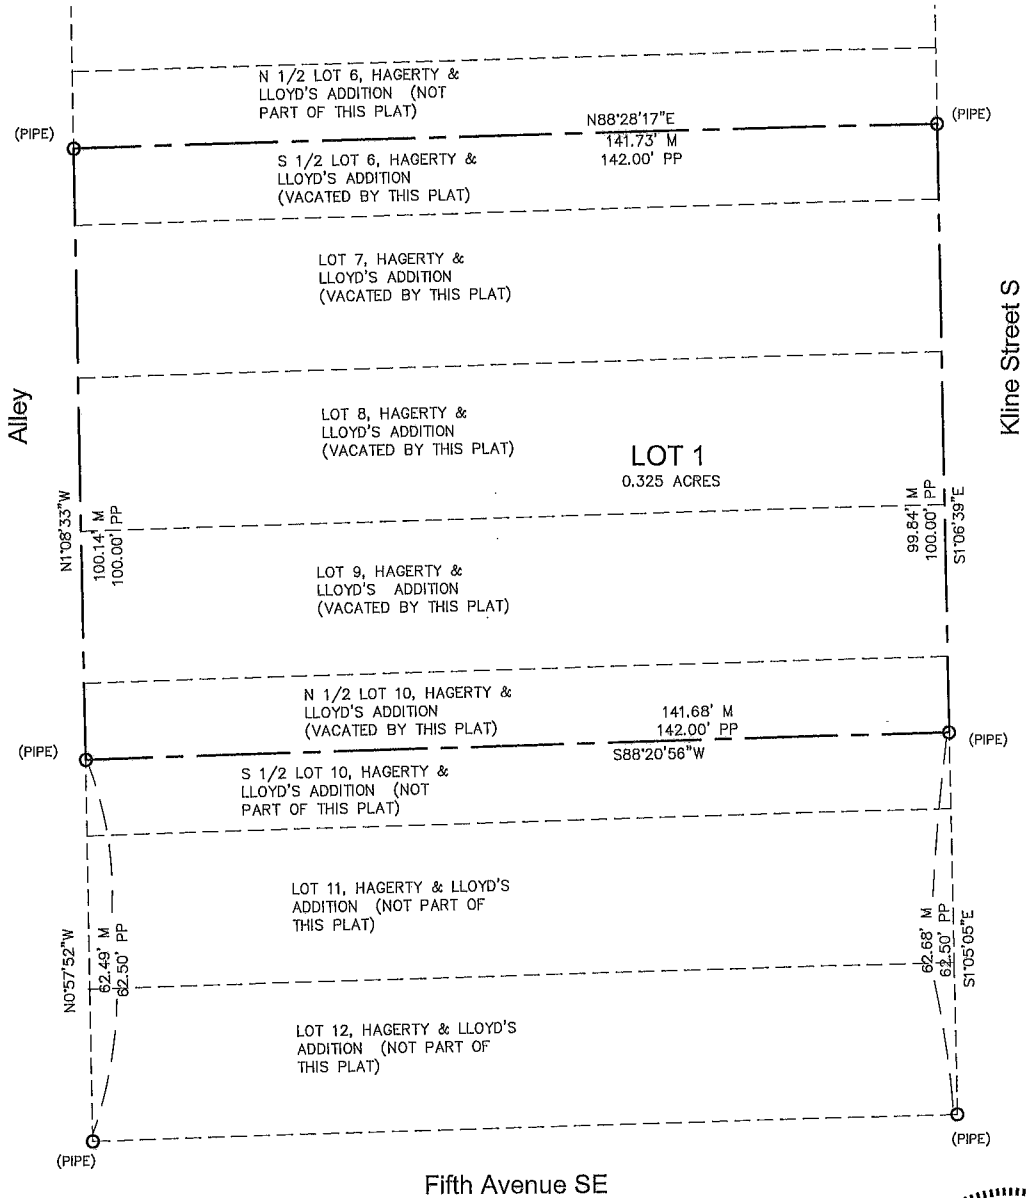 N 1/2 LOT 6, HAGERTY &
LLOYD'S ADDITION (NOT
PART OF THIS PLAT)
(PIPE)
N88°28'17"E
(PIPE)
141.73' M
142.00' PP
S 1/2 LOT 6, HAGERTY &
LLOYD'S ADDITION
(VACATED BY THIS PLAT)
LOT 7, HAGERTY &
LLOYD'S ADDITION
(VACATED BY THIS PLAT)
Kline Street S
Alley
LOT 8, HAGERTY &
LLOYD'S ADDITION
(VACATED BY THIS PLAT)
LOT 1
0.325 ACRES
N1°08'33"W
100.14' M
100.00' PP
99.84' M
100.00' PP
S1°06'39"E
LOT 9, HAGERTY &
LLOYD'S ADDITION
(VACATED BY THIS PLAT)
N 1/2 LOT 10, HAGERTY &
LLOYD'S ADDITION
(VACATED BY THIS PLAT)
141.68' M
142.00' PP
S88°20'56"W
(PIPE)
(PIPE)
S 1/2 LOT 10, HAGERTY &
LLOYD'S ADDITION (NOT
PART OF THIS PLAT)
LOT 11, HAGERTY & LLOYD'S
ADDITION (NOT PART OF
THIS PLAT)
N0°57'52"W
62.49' M
62.50' PP
62.68' M
62.50' PP
S1°05'05"E
LOT 12, HAGERTY & LLOYD'S
ADDITION (NOT PART OF
THIS PLAT)
(PIPE)
(PIPE)
Fifth Avenue SE